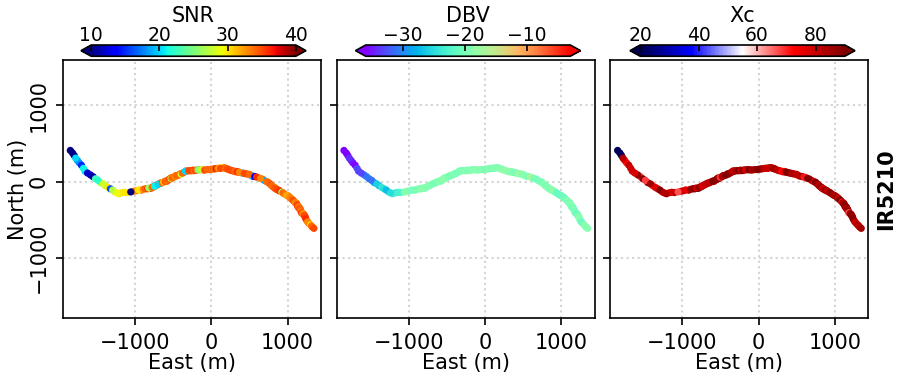 SNR DBV Xc
10 20 30 40 −30 −20 −10 20 40 60 80
1000
0
−1000
North (m)
IR5210
−1000 0 1000 −1000 0 1000 −1000 0 1000
East (m) East (m) East (m)